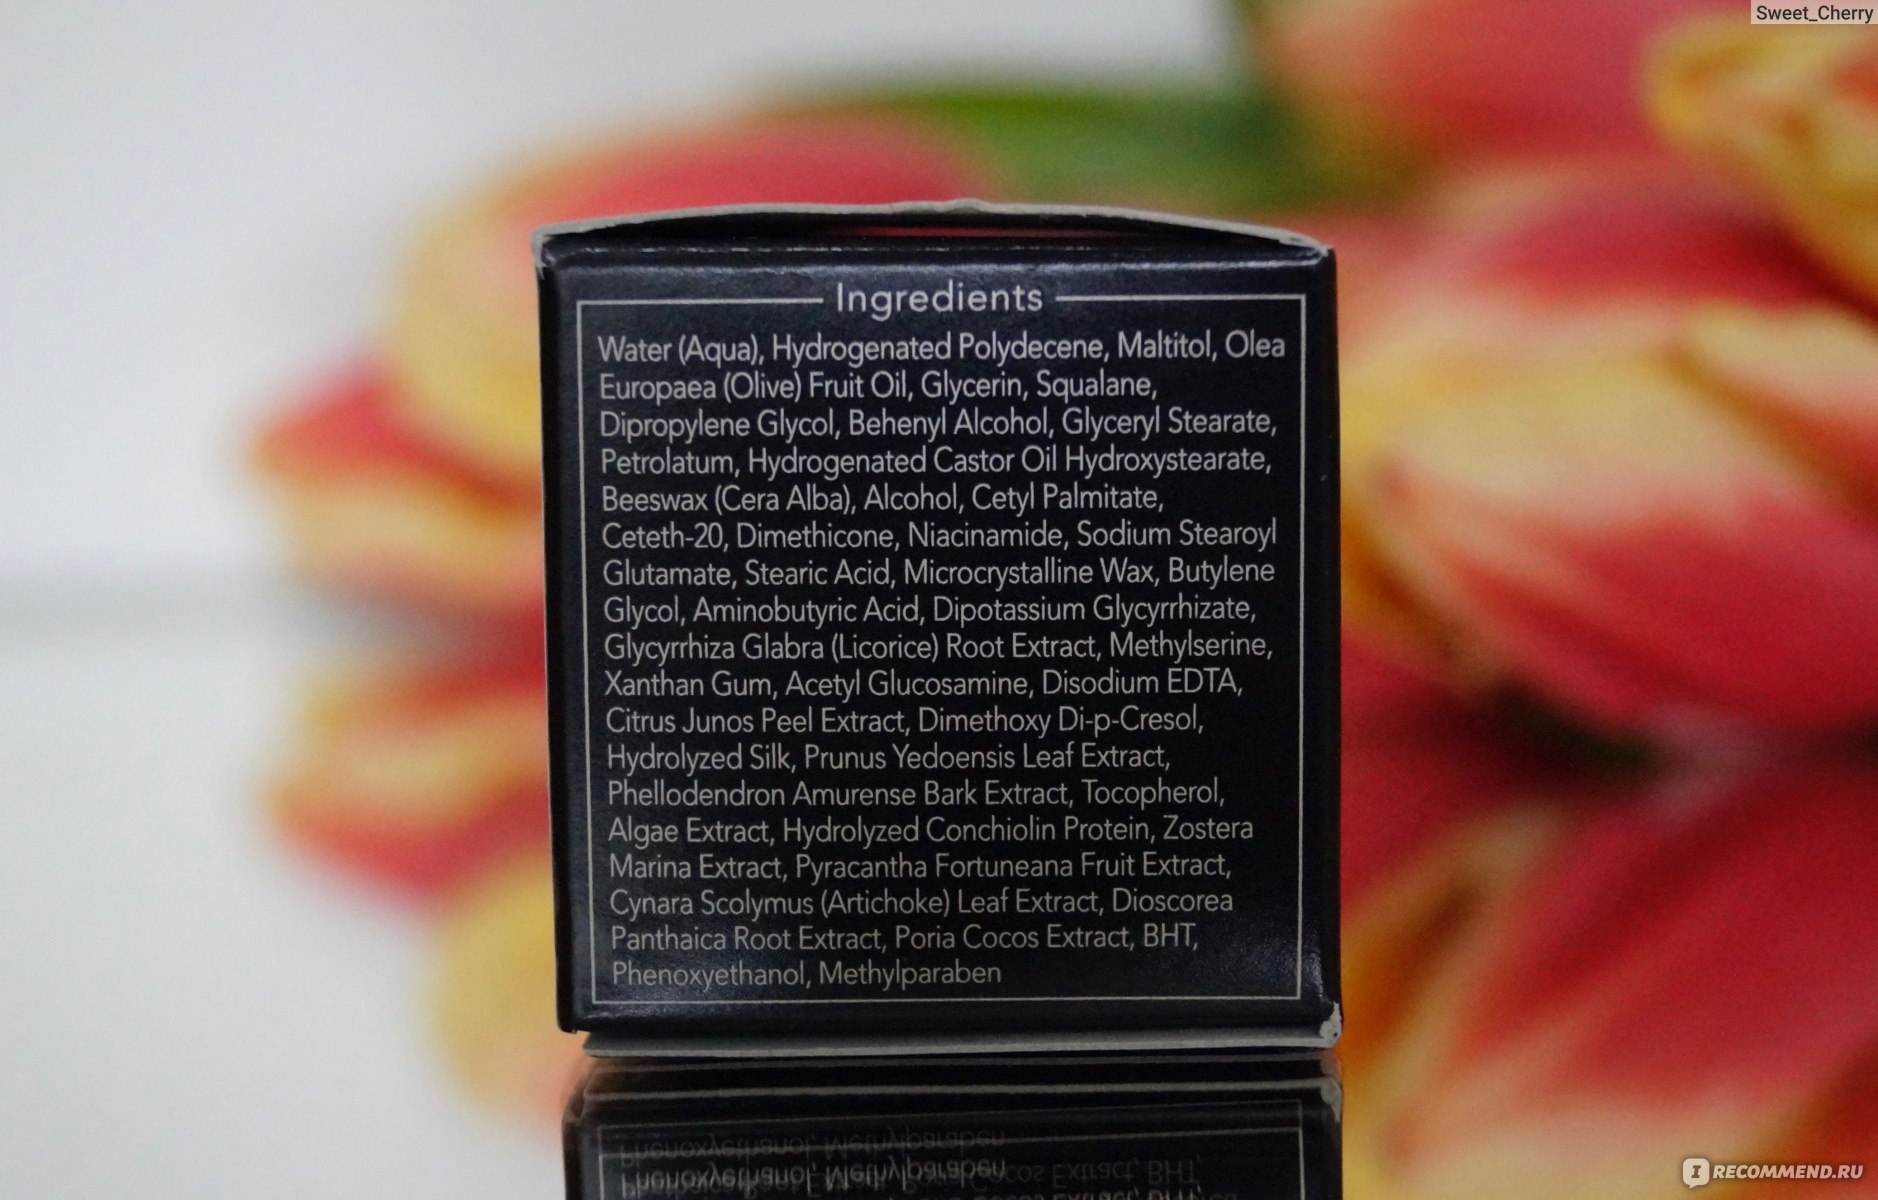 Sweet_Cherry
Ingredients
Water (Aqua), Hydrogenated Polydecene, Maltitol, Olea
Europaea (Olive) Fruit Oil, Glycerin, Squalane,
Dipropylene Glycol, Behenyl Alcohol, Glyceryl Stearate,
Petrolatum, Hydrogenated Castor Oil Hydroxystearate,
Beeswax (Cera Alba), Alcohol, Cetyl Palmitate,
Ceteth-20, Dimethicone, Niacinamide, Sodium Stearoyl
Glutamate, Stearic Acid, Microcrystalline Wax, Butylene
Glycol, Aminobutyric Acid, Dipotassium Glycyrrhizate,
Glycyrrhiza Glabra (Licorice) Root Extract, Methylserine,
Xanthan Gum, Acetyl Glucosamine, Disodium EDTA,
Citrus Junos Peel Extract, Dimethoxy Di-p-Cresol,
Hydrolyzed Silk, Prunus Yedoensis Leaf Extract,
Phellodendron Amurense Bark Extract, Tocopherol,
Algae Extract, Hydrolyzed Conchiolin Protein, Zostera
Marina Extract, Pyracantha Fortuneana Fruit Extract,
Cynara Scolymus (Artichoke) Leaf Extract, Dioscorea
Panthaica Root Extract, Poria Cocos Extract, BHT,
Phenoxyethanol, Methylparaben
IRECOMMEND.RU